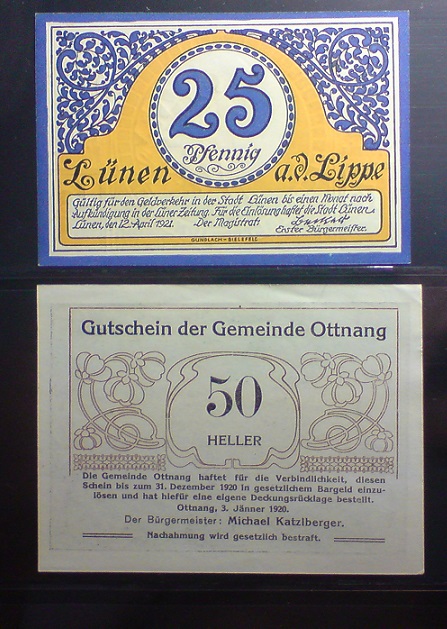 25
Pfennig
Lünen a.d. Lippe
Gültig für den Geldverkehr in der Stadt Lünen bis einen Monat nach
Aufkündigung in der Lüner Zeitung. Für die Einlösung haftet die Stadt Lünen.
Lünen, den 12. April 1921. Der Magistrat:
Erster Bürgermeister.
GUNDLACH-BIELEFELD
Gutschein der Gemeinde Ottnang
50
HELLER
Die Gemeinde Ottnang haftet für die Verbindlichkeit, diesen
Schein bis zum 31. Dezember 1920 in gesetzlichem Bargeld einzu-
lösen und hat hiefür eine eigene Deckungsrücklage bestellt.
Ottnang, 3. Jänner 1920.
Der Bürgermeister: Michael Katzlberger.
Nachahmung wird gesetzlich bestraft.